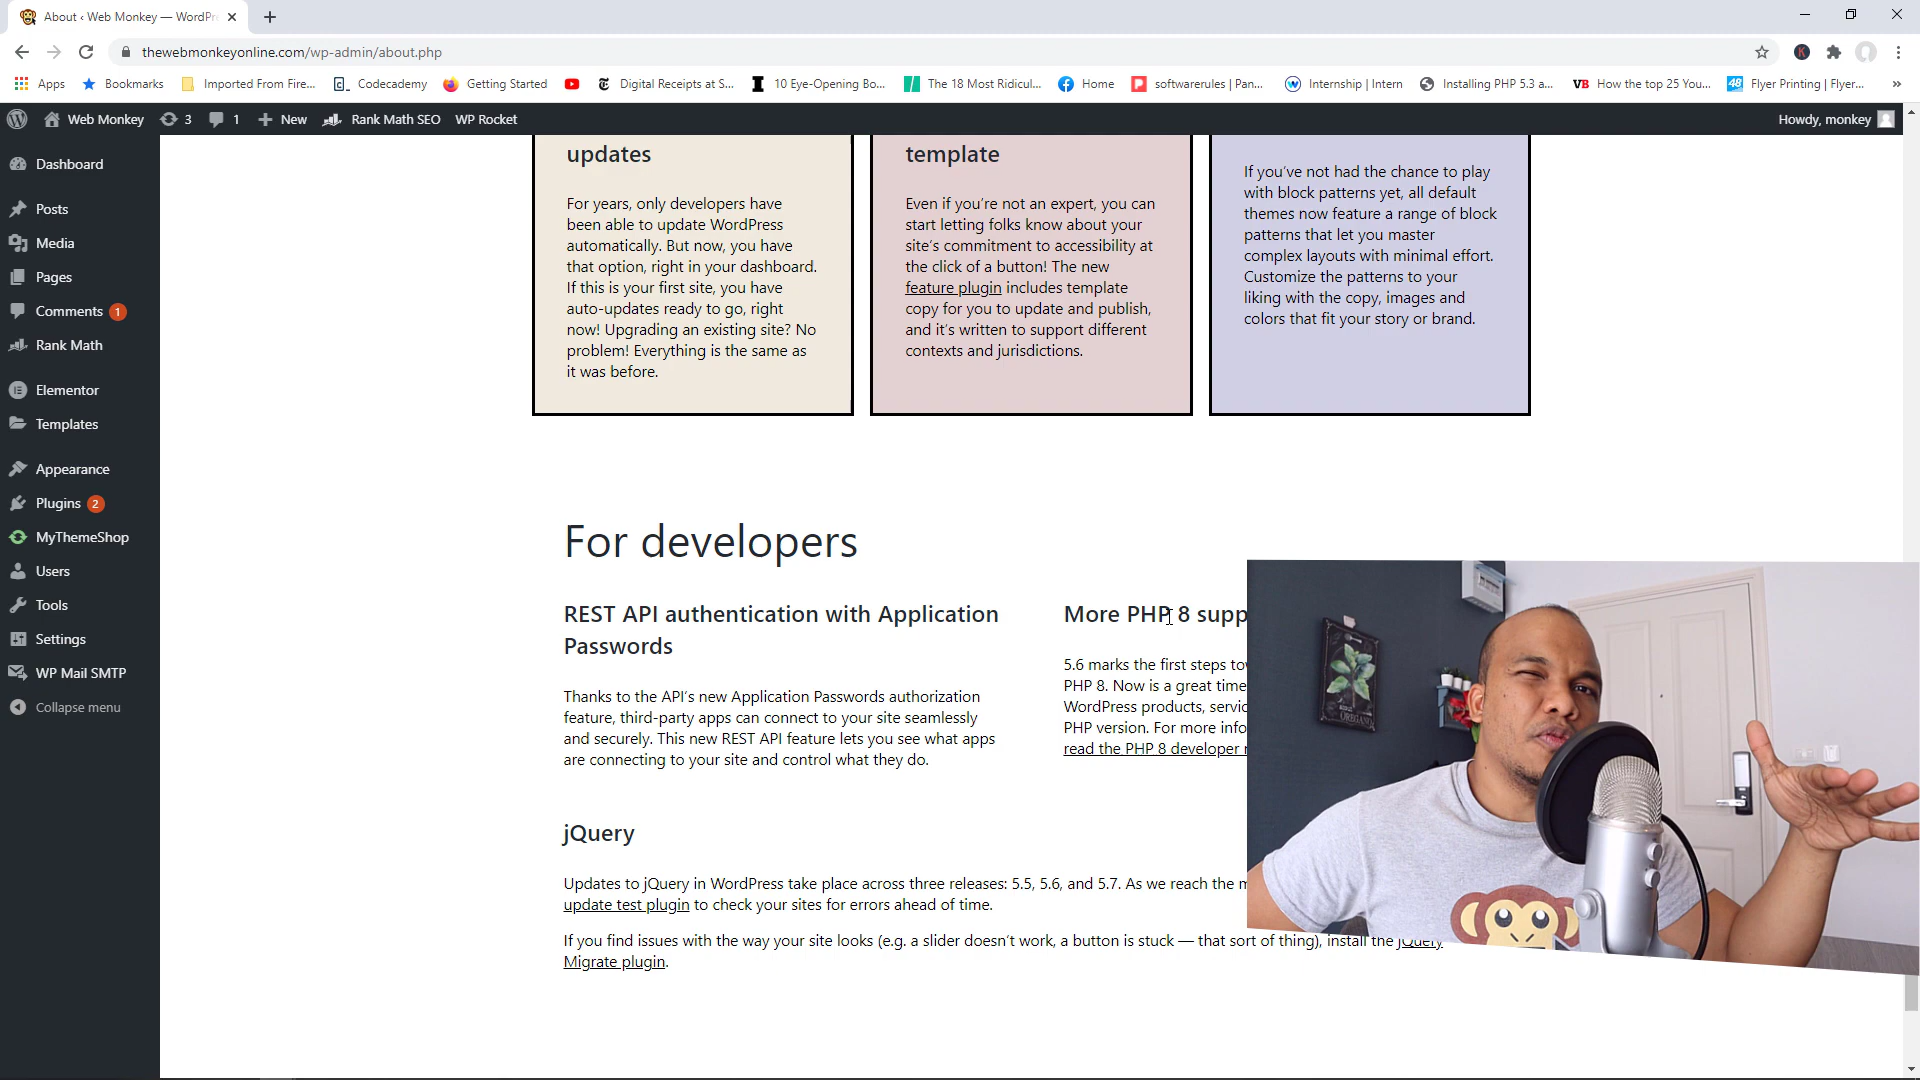 About ‹ Web Monkey — WordPr
thewebmonkeyonline.com/wp-admin/about.php
Apps Bookmarks Imported From Fire... Codecademy Getting Started Digital Receipts at S... 10 Eye-Opening Bo... The 18 Most Ridicul... Home softwarerules | Pan... Internship | Intern Installing PHP 5.3 a... VB How the top 25 You... Flyer Printing | Flyer...
Web Monkey 3 1 New Rank Math SEO WP Rocket Howdy, monkey
Dashboard
Posts
Media
Pages
Comments 1
Rank Math
Elementor
Templates
Appearance
Plugins 2
MyThemeShop
Users
Tools
Settings
WP Mail SMTP
Collapse menu
updates
For years, only developers have
been able to update WordPress
automatically. But now, you have
that option, right in your dashboard.
If this is your first site, you have
auto-updates ready to go, right
now! Upgrading an existing site? No
problem! Everything is the same as
it was before.
template
Even if you're not an expert, you can
start letting folks know about your
site's commitment to accessibility at
the click of a button! The new
feature plugin includes template
copy for you to update and publish,
and it's written to support different
contexts and jurisdictions.
If you've not had the chance to play
with block patterns yet, all default
themes now feature a range of block
patterns that let you master
complex layouts with minimal effort.
Customize the patterns to your
liking with the copy, images and
colors that fit your story or brand.
For developers
REST API authentication with Application
Passwords
Thanks to the API's new Application Passwords authorization
feature, third-party apps can connect to your site seamlessly
and securely. This new REST API feature lets you see what apps
are connecting to your site and control what they do.
More PHP 8 supp
5.6 marks the first steps to
PHP 8. Now is a great time
WordPress products, servic
PHP version. For more info
read the PHP 8 developer
jQuery
Updates to jQuery in WordPress take place across three releases: 5.5, 5.6, and 5.7. As we reach the
update test plugin to check your sites for errors ahead of time.
If you find issues with the way your site looks (e.g. a slider doesn't work, a button is stuck — that sort of thing), install the jQuery
Migrate plugin.
OREGANO